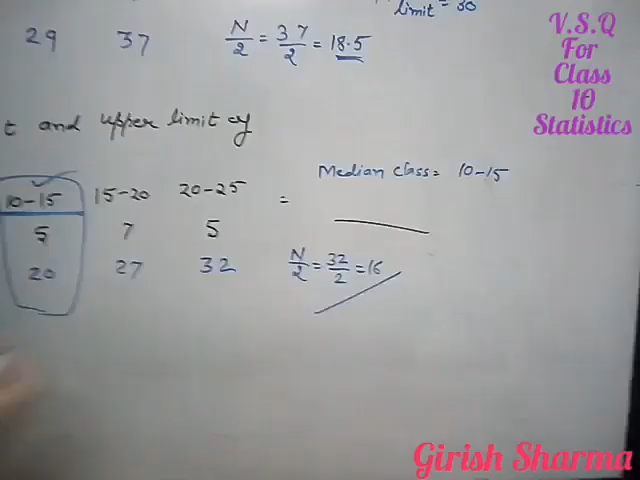 limit = 30
29 37 N/2 = 37/2 = 18.5
t and upper limit of
10-15 15-20 20-25 = Median class = 10-15
5 7 5
20 27 32 N/2 = 32/2 = 16
V.S.Q
For
Class
10
Statistics
Girish Sharma